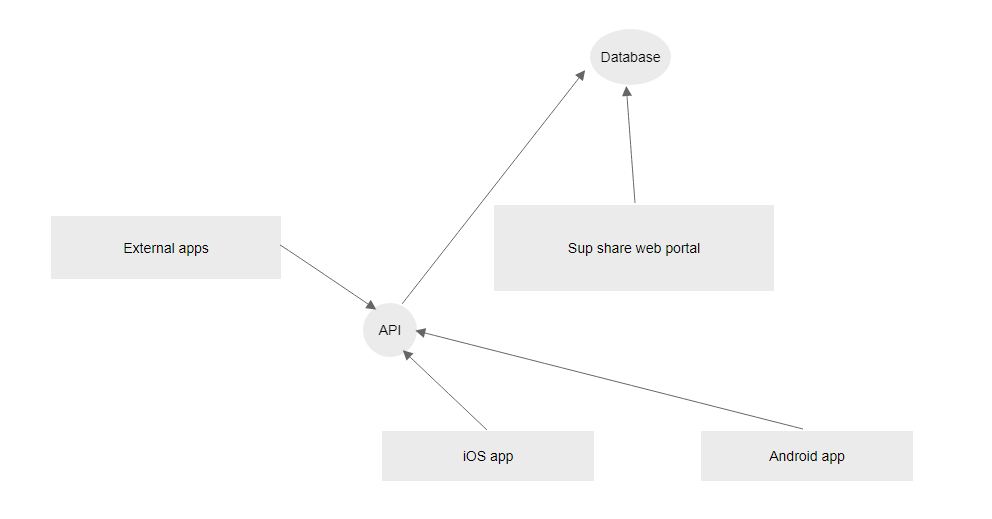 Database
External apps
Sup share web portal
API
iOS app
Android app